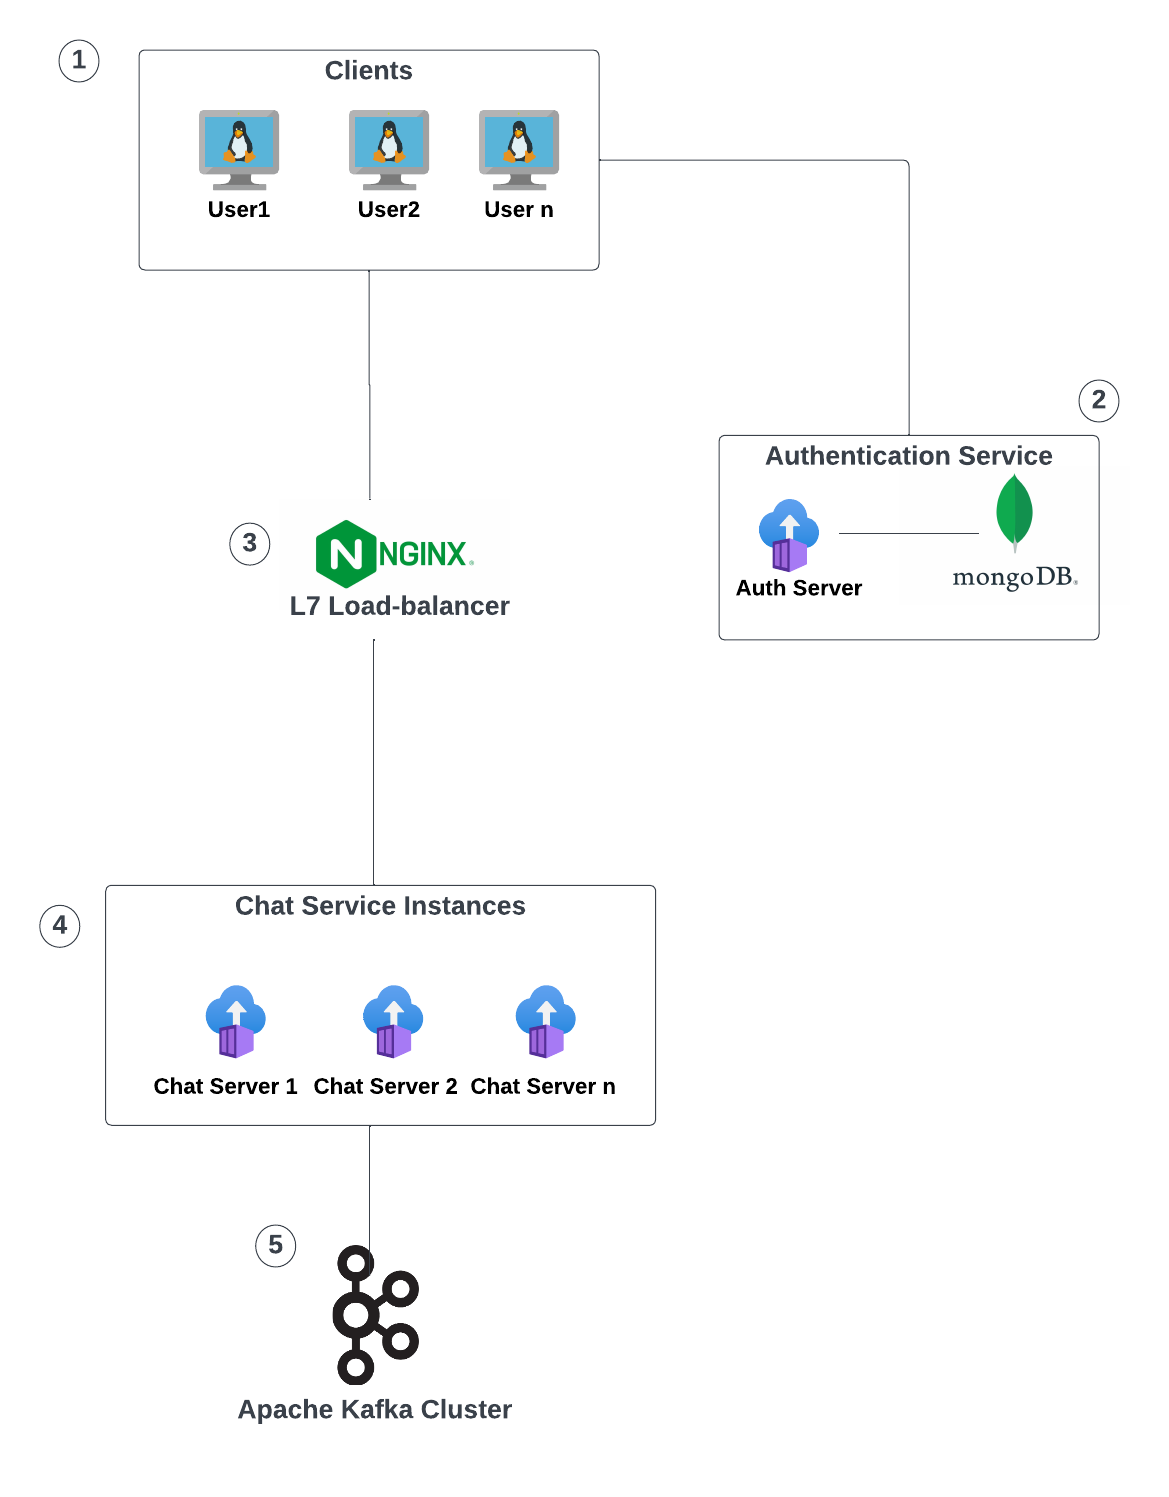 1
Clients
User1
User2
User n
2
Authentication Service
Auth Server
mongoDB®
3
N NGINX®
L7 Load-balancer
4
Chat Service Instances
Chat Server 1
Chat Server 2
Chat Server n
5
Apache Kafka Cluster